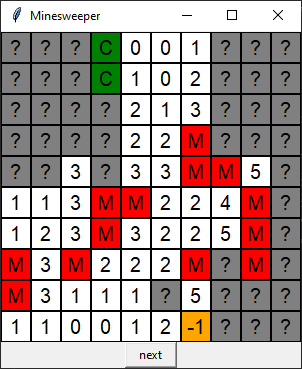 Minesweeper
? ? ? C 0 0 1 ? ? ?
? ? ? C 1 0 2 ? ? ?
? ? ? ? 2 1 3 ? ? ?
? ? ? ? 2 2 M ? ? ?
? ? 3 ? 3 3 M M 5 ?
1 1 3 M M 2 2 4 M ?
1 2 3 M 3 2 2 5 M ?
M 3 M 2 2 2 M ? M ?
M 3 1 1 1 ? 5 ? ? ?
1 1 0 0 1 2 -1 ? ? ?
next